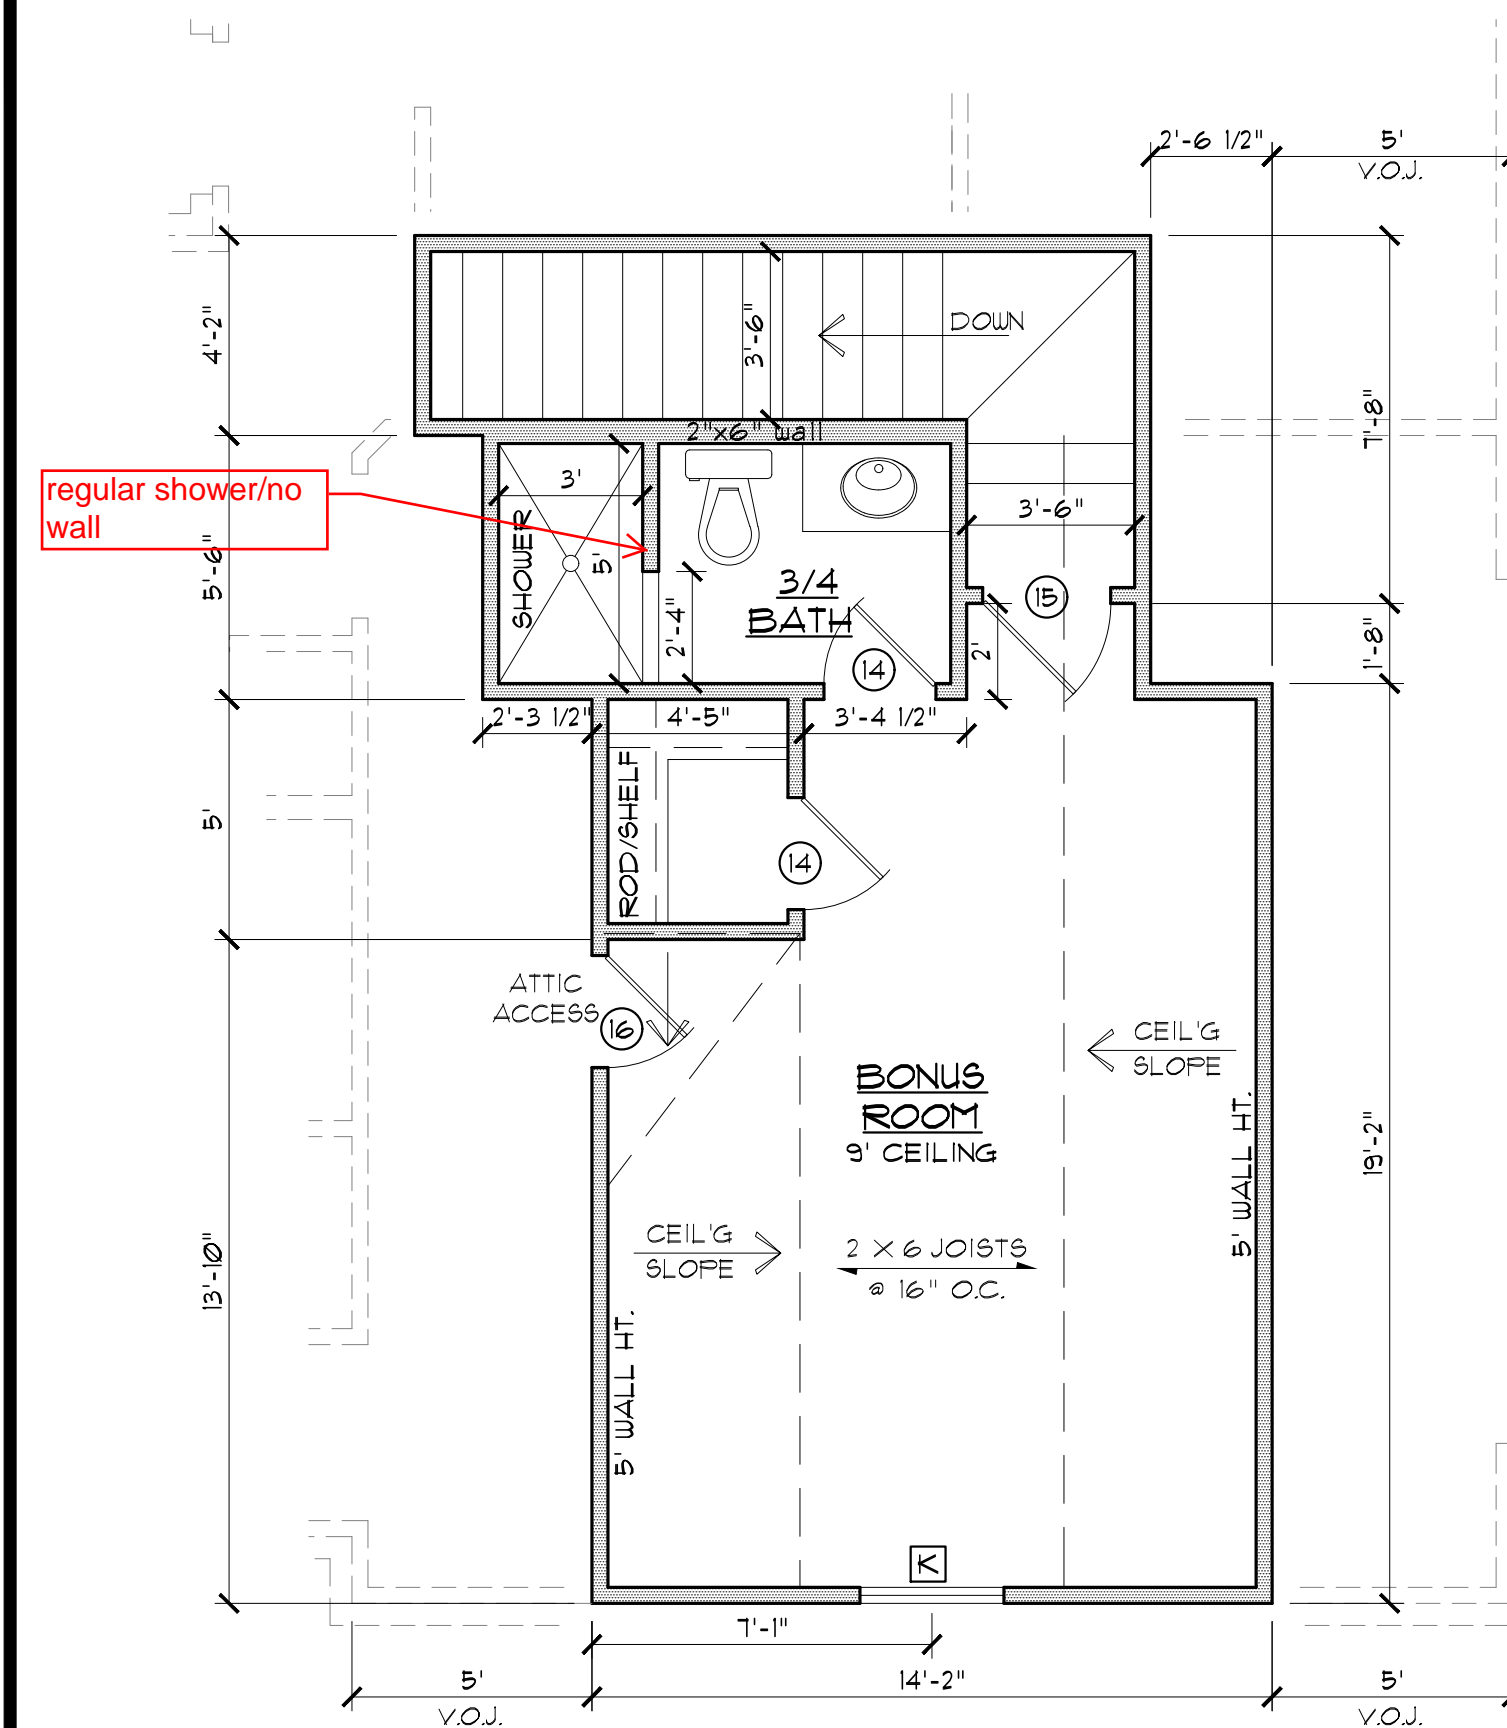 2'-6 1/2"
5'
V.O.J.
4'-2"
3'-6"
DOWN
7'-8"
2"x6" wall
regular shower/no
wall
3'
SHOWER
5'
5'-6"
3'-6"
3/4
BATH
15
2'-4"
14
2'
1'-8"
2'-3 1/2"
4'-5"
3'-4 1/2"
ROD/SHELF
5'
14
ATTIC
ACCESS
16
CEIL'G
SLOPE
BONUS
ROOM
9' CEILING
5' WALL HT.
19'-2"
CEIL'G
SLOPE
2 X 6 JOISTS
@ 16" O.C.
13'-10"
5' WALL HT.
K
7'-1"
5'
V.O.J.
14'-2"
5'
V.O.J.